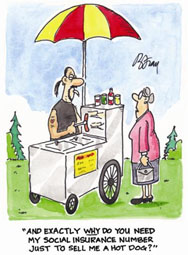 "AND EXACTLY WHY DO YOU NEED
MY SOCIAL INSURANCE NUMBER
JUST TO SELL ME A HOT DOG?"